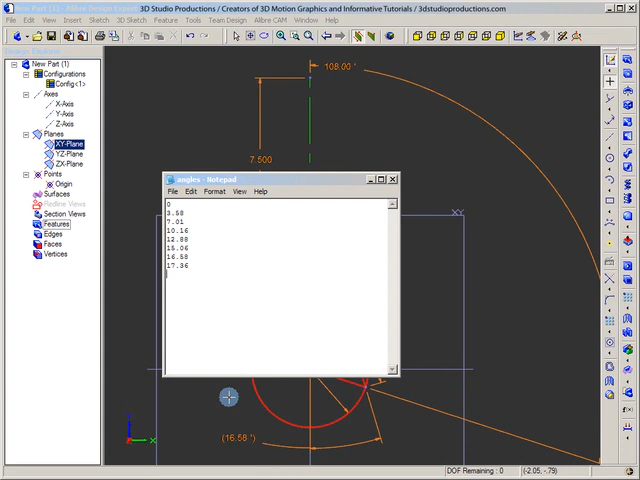 New Part (1) - Alibre Design Expert
3D Studio Productions / Creators of 3D Motion Graphics and Informative Tutorials / 3dstudioproductions.com
File Edit View Insert Sketch 3D Sketch Feature Tools Team Design Alibre CAM Window Help
Design Explorer
New Part (1)
Configurations
Config<1>
Axes
X-Axis
Y-Axis
Z-Axis
Planes
XY-Plane
YZ-Plane
ZX-Plane
Points
Origin
Surfaces
Redline Views
Section Views
Features
Edges
Faces
Vertices
108.00 °
7.500
XY
angles - Notepad
File Edit Format View Help
0
3.58
7.01
10.16
12.88
15.06
16.58
17.36
(16.58 °)
Y
X
DOF Remaining : 0
(-2.05, -.79)